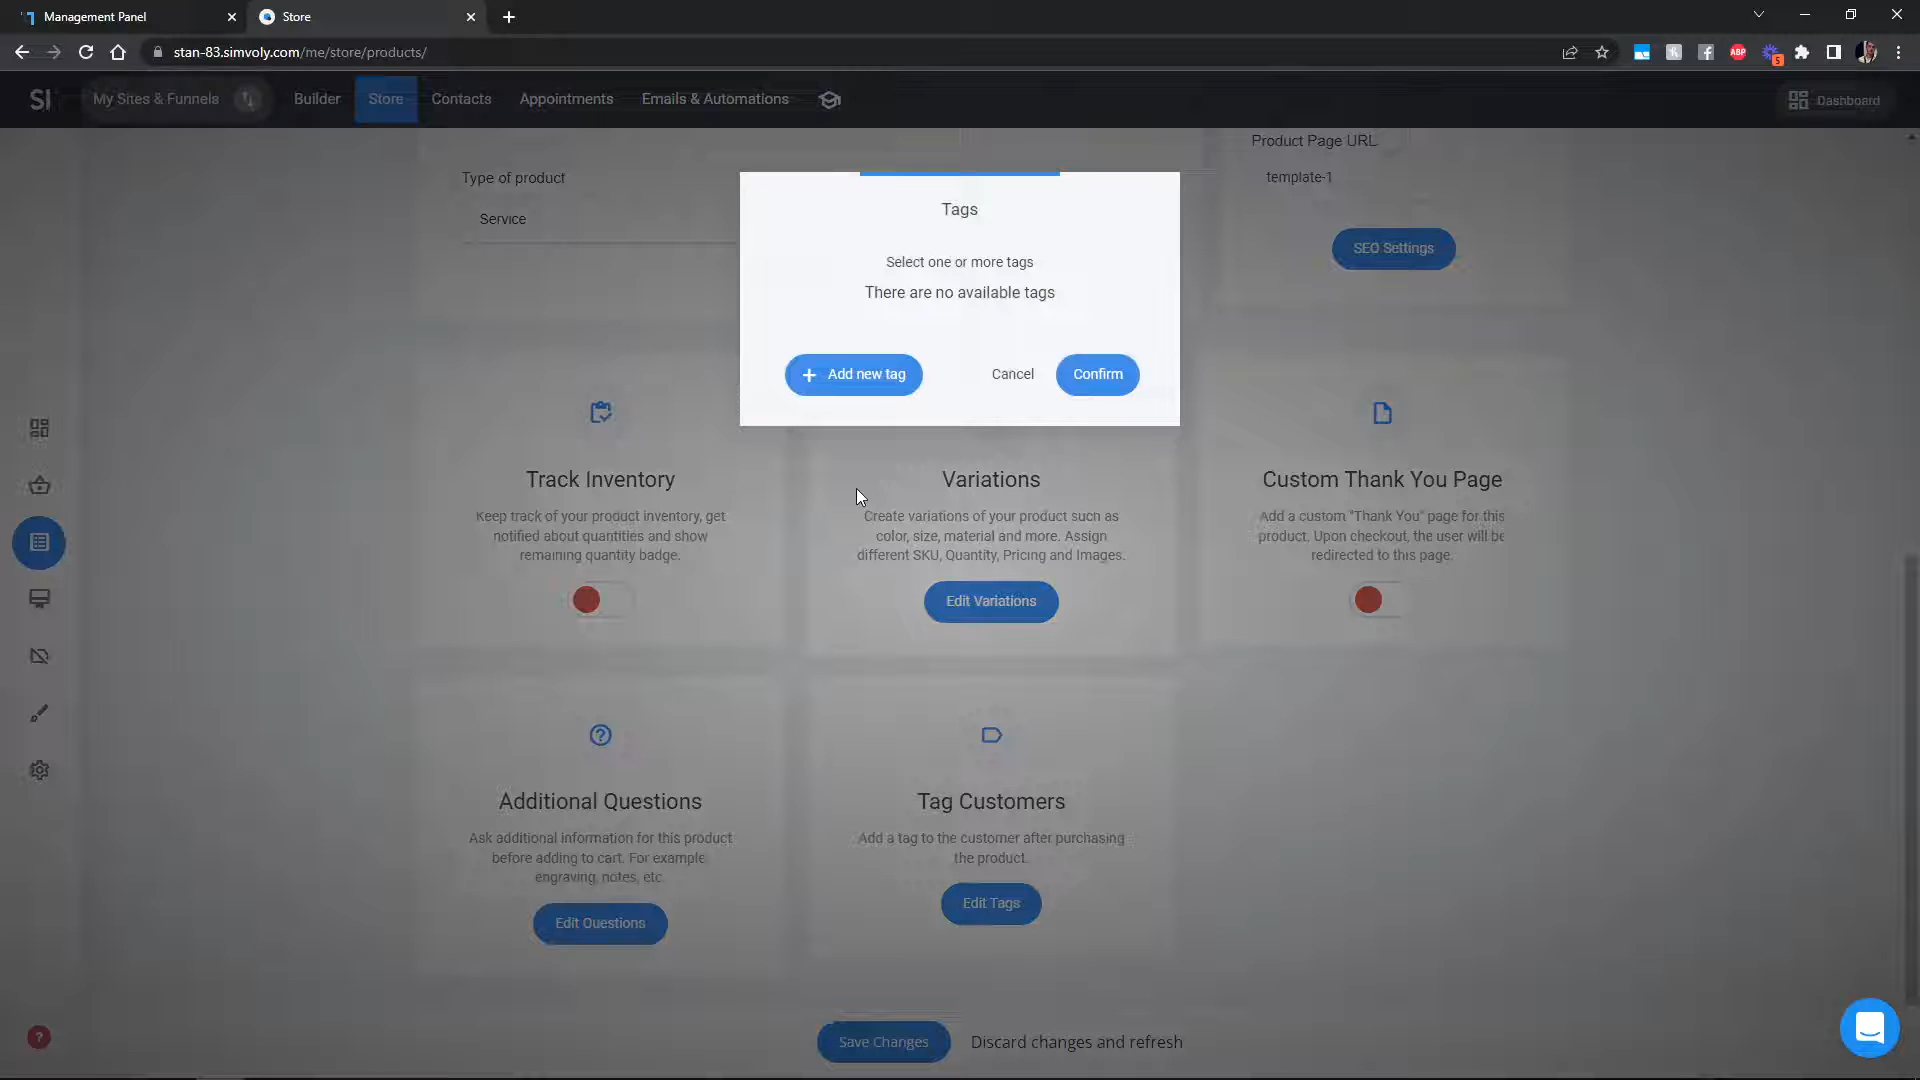 Management Panel
Store
stan-83.simvoly.com/me/store/products/
ABP
5
SI
My Sites & Funnels
Builder
Store
Contacts
Appointments
Emails & Automations
Dashboard
Product Page URL
template-1
SEO Settings
Type of product
Service
Tags
Select one or more tags
There are no available tags
Add new tag
Cancel
Confirm
Track Inventory
Keep track of your product inventory, get
notified about quantities and show
remaining quantity badge.
Variations
Create variations of your product such as
color, size, material and more. Assign
different SKU, Quantity, Pricing and Images.
Edit Variations
Custom Thank You Page
Add a custom "Thank You" page for this
product. Upon checkout, the user will be
redirected to this page.
Additional Questions
Ask additional information for this product
before adding to cart. For example
engraving, notes, etc.
Edit Questions
Tag Customers
Add a tag to the customer after purchasing
the product.
Edit Tags
Save Changes
Discard changes and refresh
?